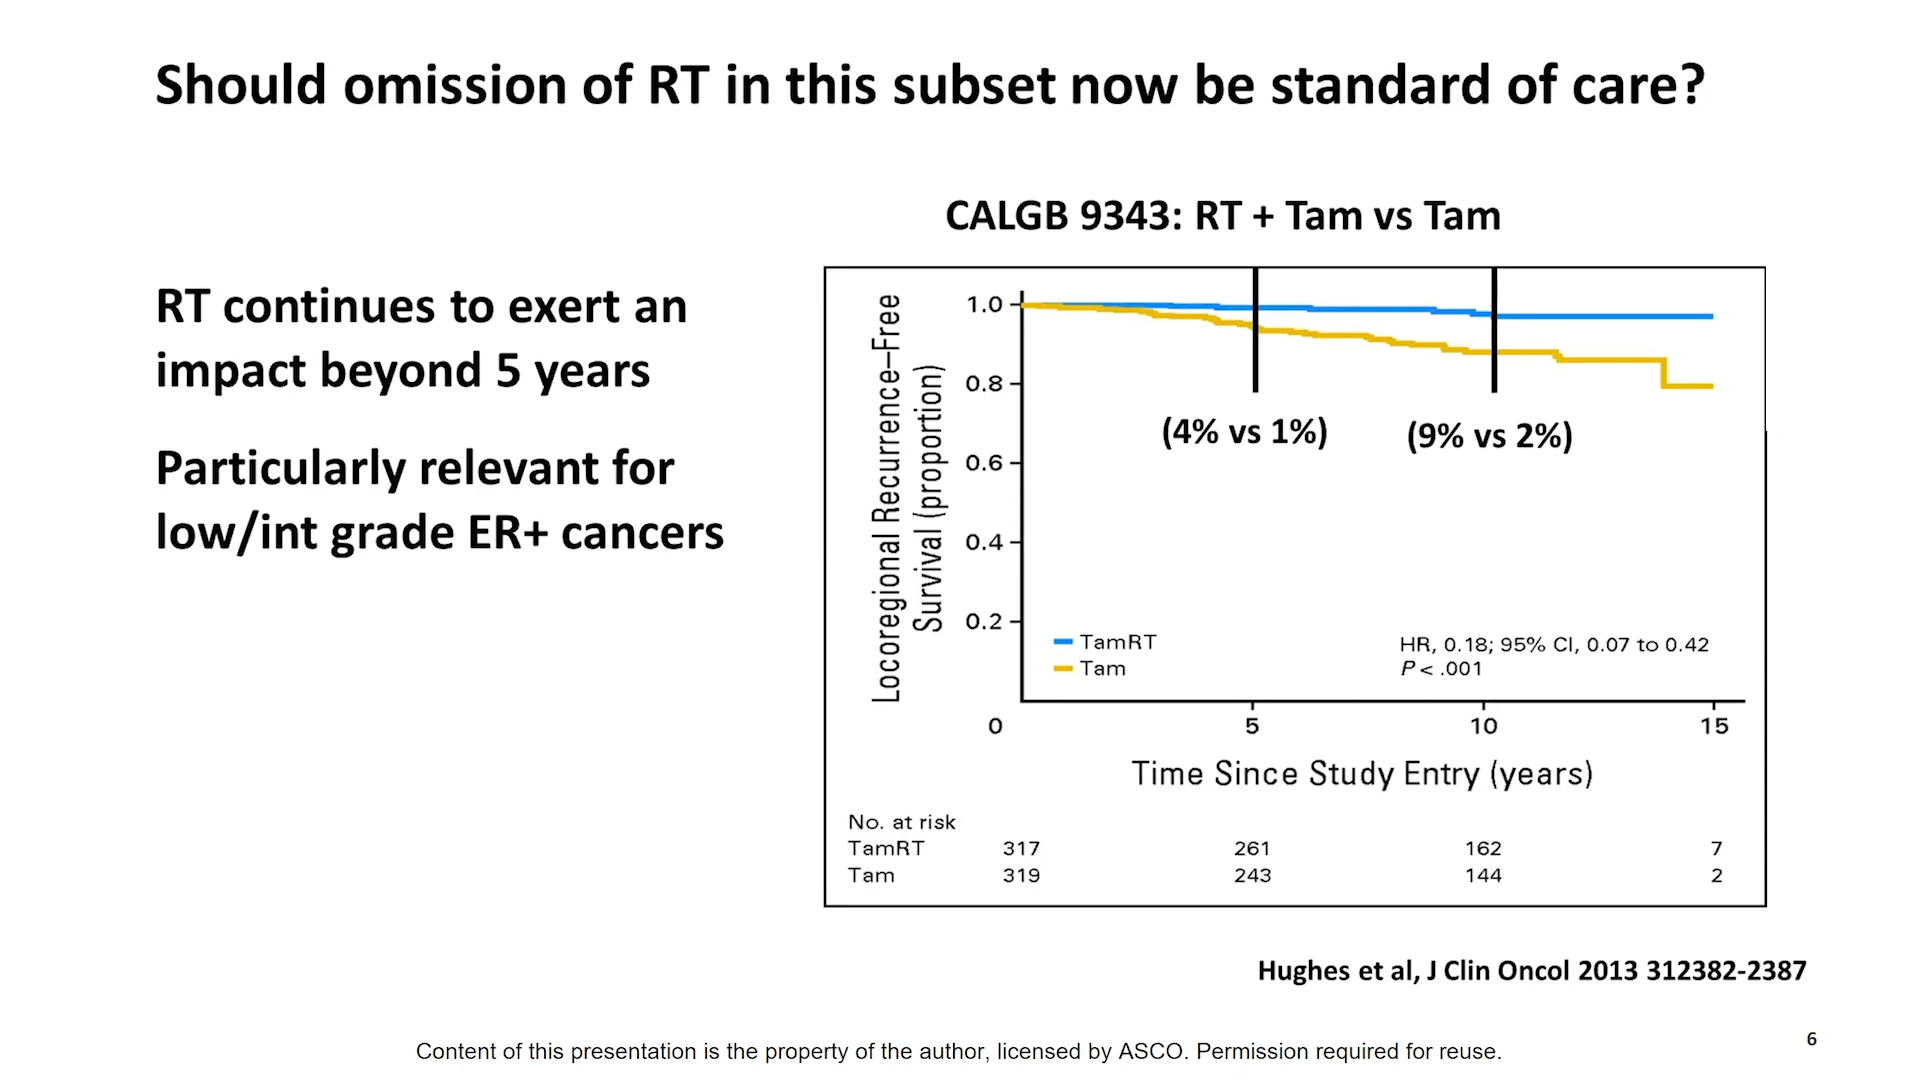 Should omission of RT in this subset now be standard of care?
RT continues to exert an
impact beyond 5 years
Particularly relevant for
low/int grade ER+ cancers
CALGB 9343: RT + Tam vs Tam
Locoregional Recurrence–Free
Survival (proportion)
1.0
0.8
0.6
0.4
0.2
(4% vs 1%)
(9% vs 2%)
TamRT
Tam
HR, 0.18; 95% CI, 0.07 to 0.42
P < .001
0 5 10 15
Time Since Study Entry (years)
No. at risk
TamRT 317 261 162 7
Tam 319 243 144 2
Hughes et al, J Clin Oncol 2013 312382-2387
Content of this presentation is the property of the author, licensed by ASCO. Permission required for reuse.
6